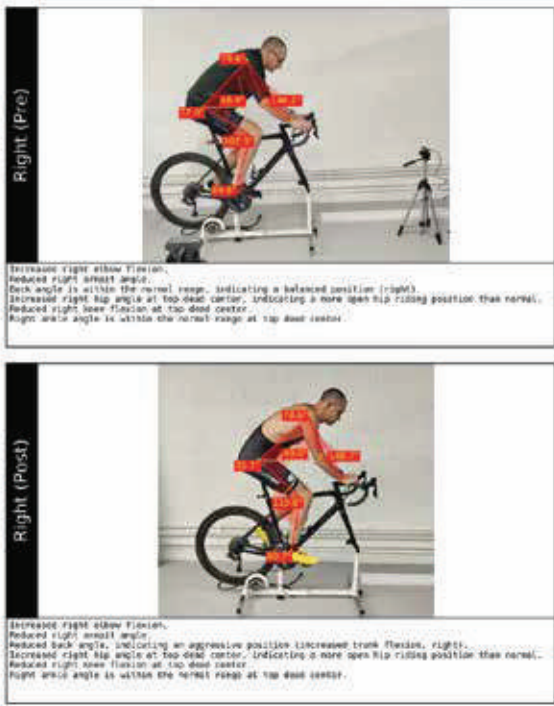 Right (Pre)
Increased right elbow flexion.
Reduced right armpit angle.
Back angle is within the normal range, indicating a balanced position (right).
Increased right hip angle at top dead center, indicating a more open hip riding position than normal.
Reduced right knee flexion at top dead center.
Right ankle angle is within the normal range at top dead center.
Right (Post)
Increased right elbow flexion.
Reduced right armpit angle.
Reduced back angle, indicating an aggressive position (increased trunk flexion, right).
Increased right hip angle at top dead center, indicating a more open hip riding position than normal.
Reduced right knee flexion at top dead center.
Right ankle angle is within the normal range at top dead center.